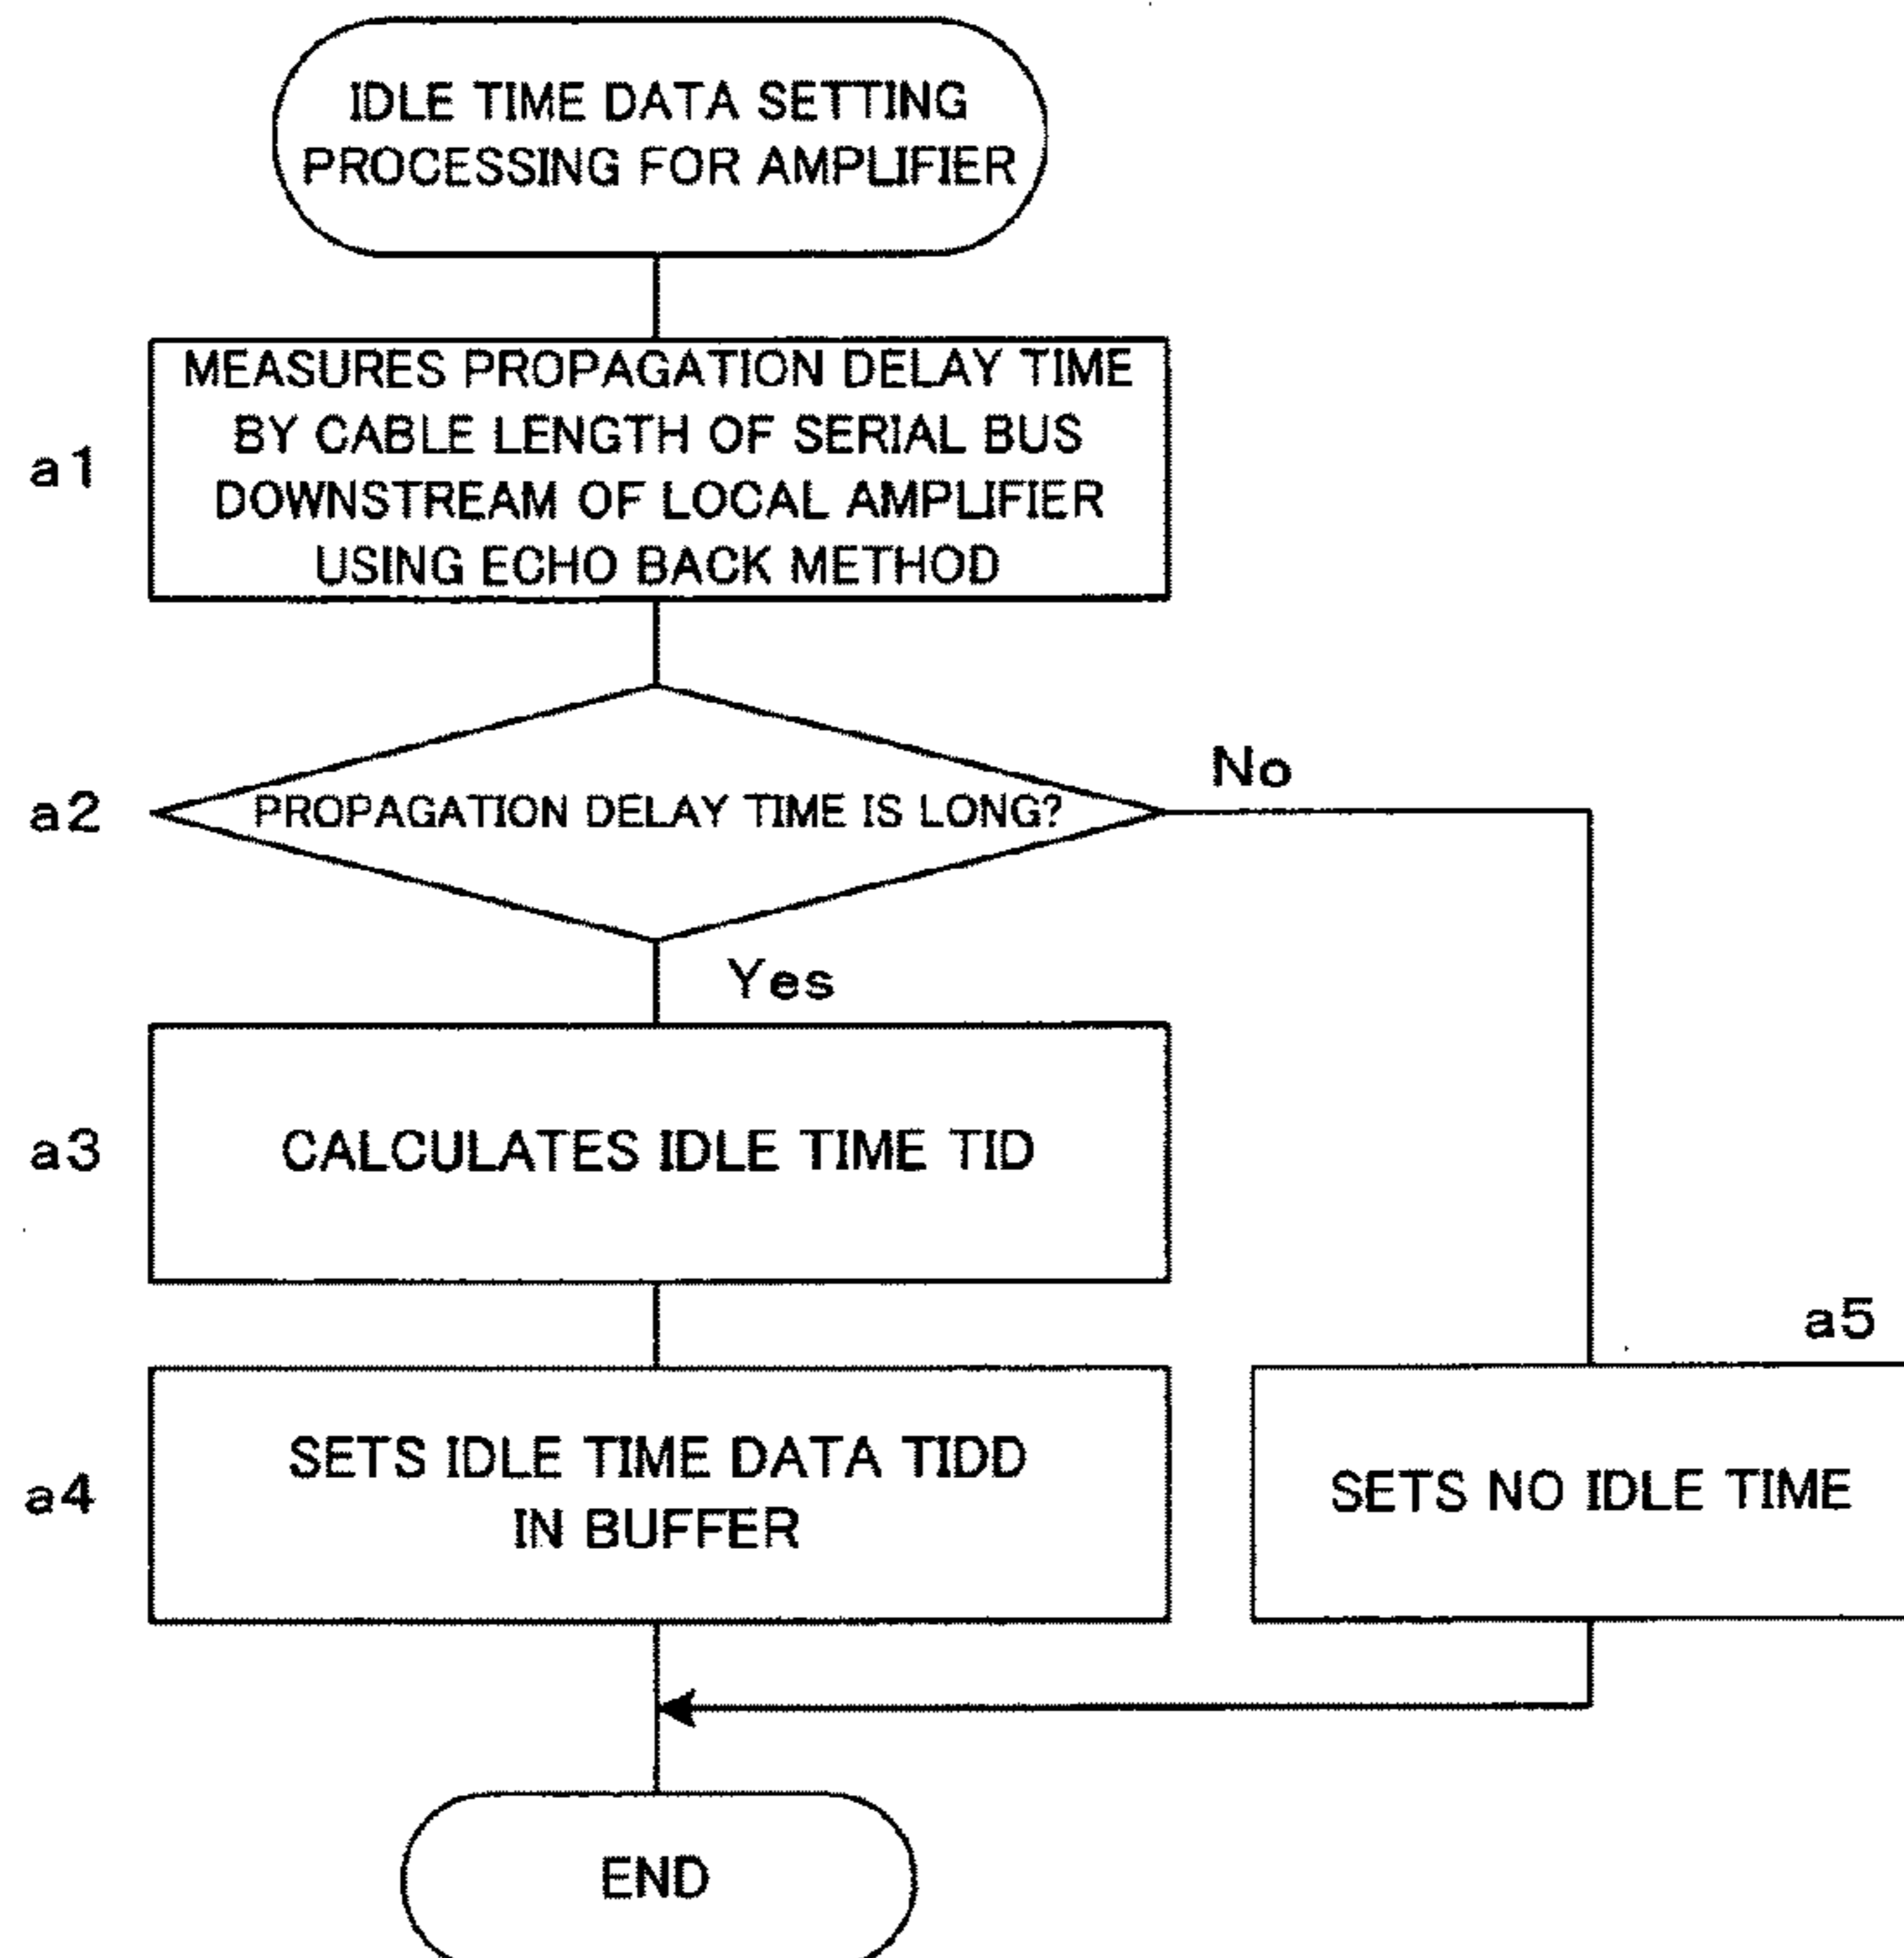 IDLE TIME DATA SETTING
PROCESSING FOR AMPLIFIER
a1
MEASURES PROPAGATION DELAY TIME
BY CABLE LENGTH OF SERIAL BUS
DOWNSTREAM OF LOCAL AMPLIFIER
USING ECHO BACK METHOD
a2
PROPAGATION DELAY TIME IS LONG?
No
Yes
a3
CALCULATES IDLE TIME TID
a4
SETS IDLE TIME DATA TIDD
IN BUFFER
a5
SETS NO IDLE TIME
END